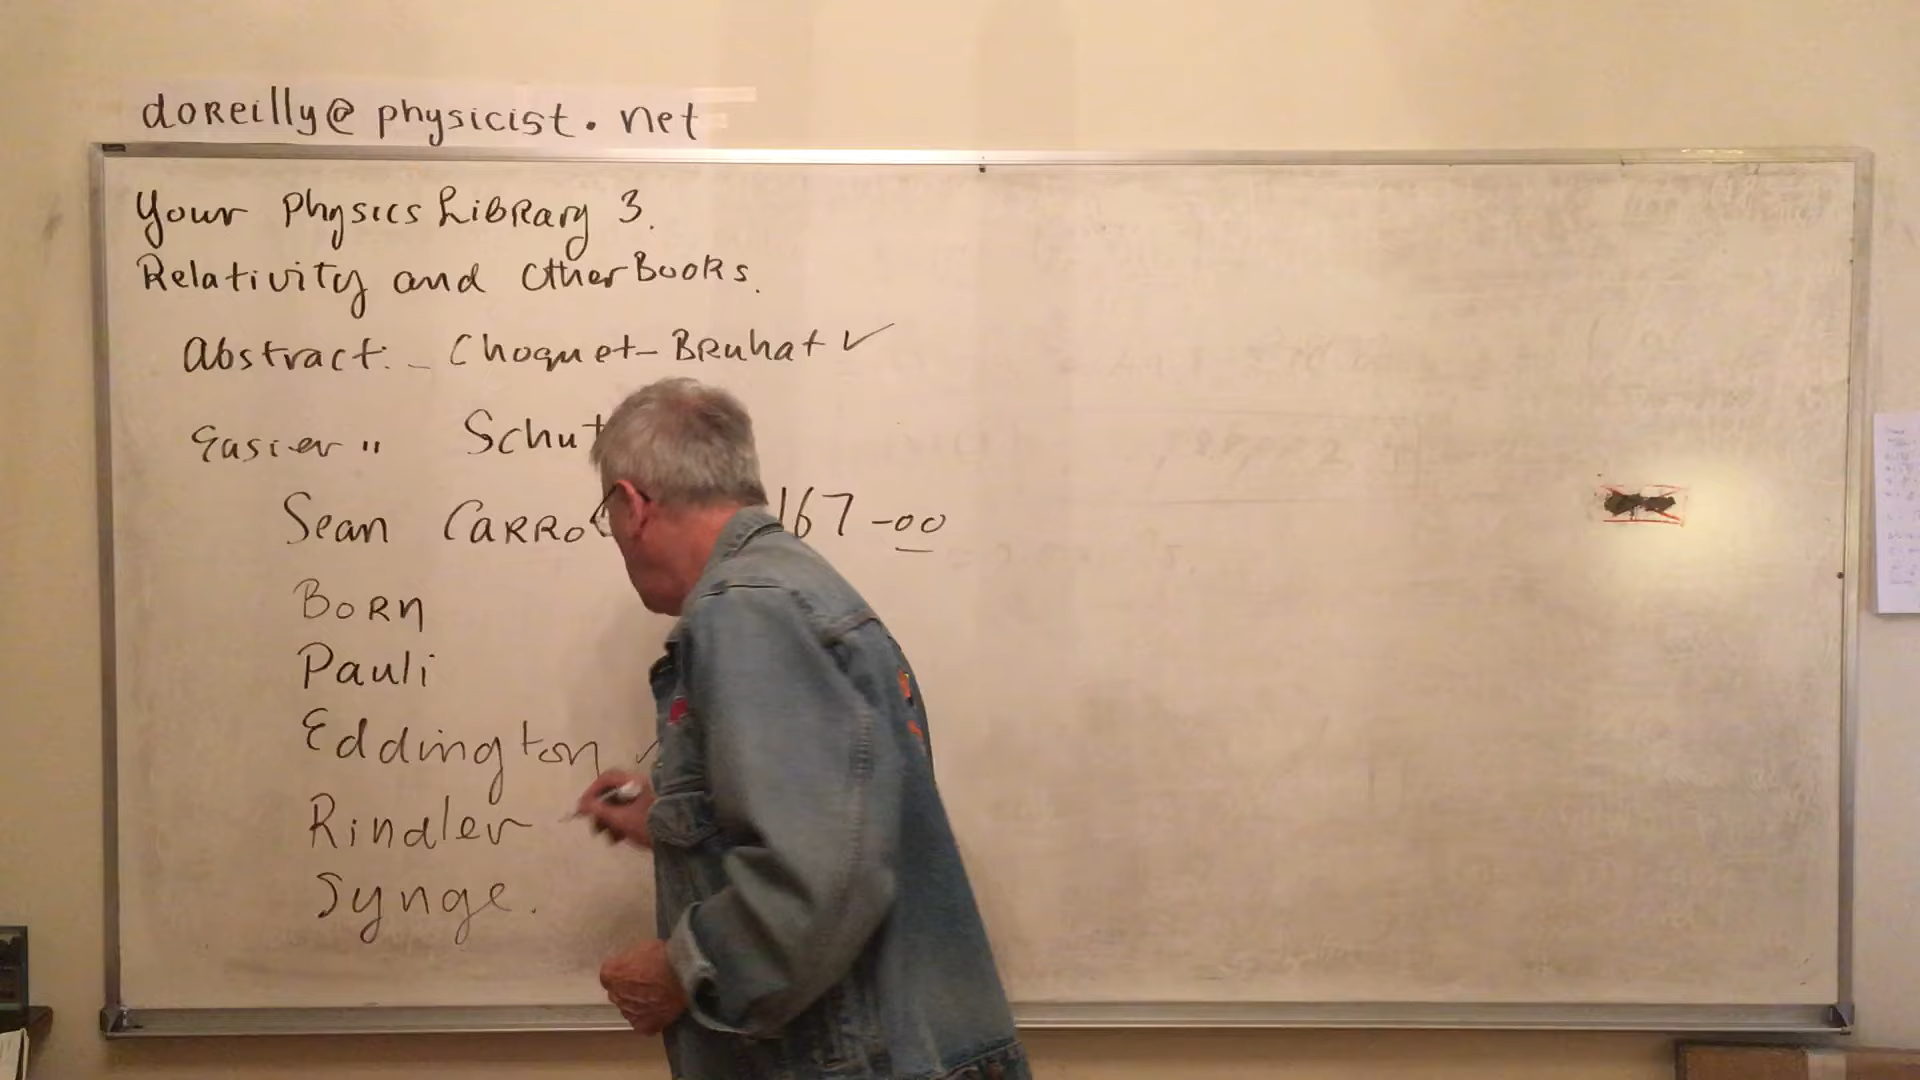 doReilly@physicist.net
Your Physics Library 3.
Relativity and Other Books.
Abstract:- Choquet-Bruhat ✓
Easier " Schut
Sean CARRO 167-00
BORN
Pauli
Eddington
Rindler
Synge.